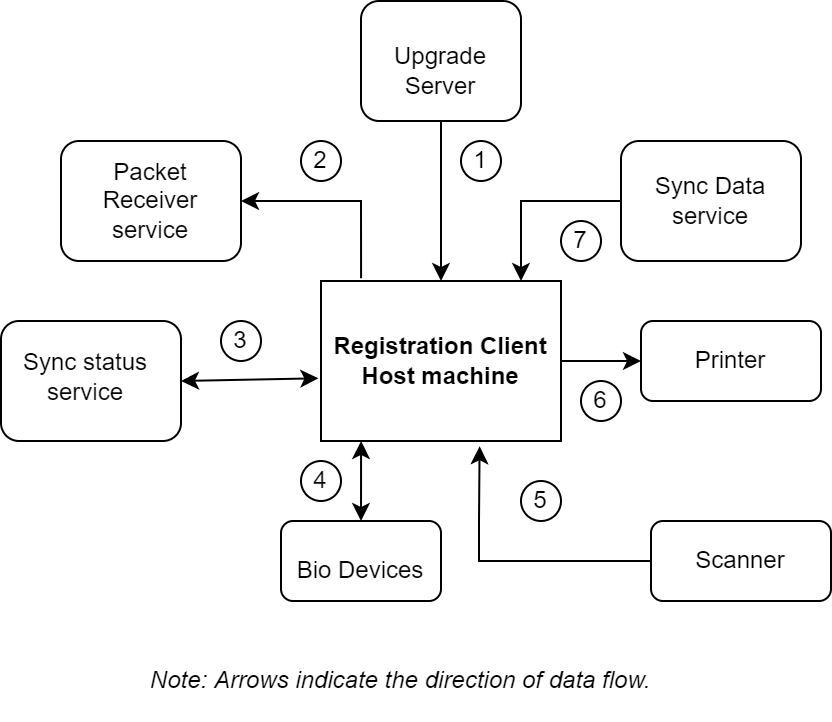 Upgrade
Server
2
1
Packet
Receiver
service
Sync Data
service
7
3
Sync status
service
Registration Client
Host machine
Printer
6
4
5
Bio Devices
Scanner
Note: Arrows indicate the direction of data flow.